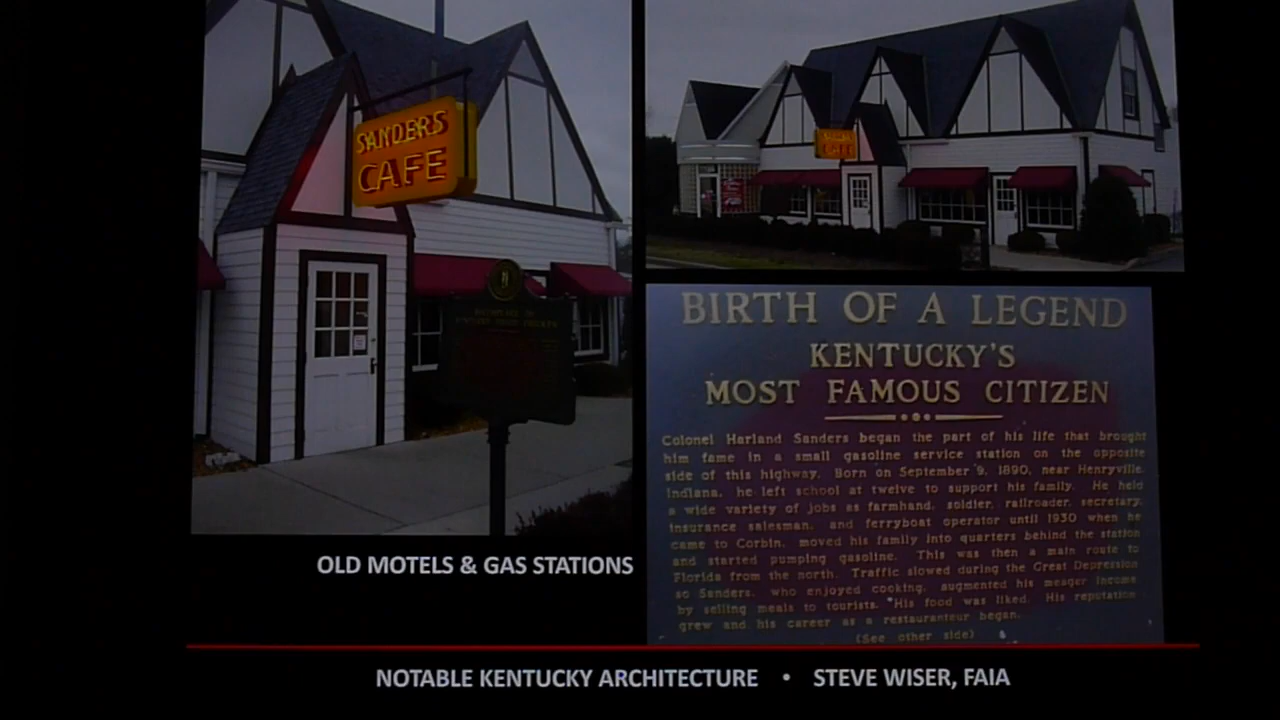 SANDERS
CAFE
BIRTH OF A LEGEND
KENTUCKY'S
MOST FAMOUS CITIZEN
Colonel Harland Sanders began the part of his life that brought
him fame in a small gasoline service station on the opposite
side of this highway. Born on September 9, 1890, near Henryville,
Indiana, he left school at twelve to support his family. He held
a wide variety of jobs as farmhand, soldier, railroader, secretary,
insurance salesman, and ferryboat operator until 1930 when he
came to Corbin, moved his family into quarters behind the station
and started pumping gasoline. This was then a main route to
Florida from the north. Traffic slowed during the Great Depression
so Sanders, who enjoyed cooking, augmented his meager income
by selling meals to tourists. His food was liked. His reputation
grew and his career as a restauranteur began.
(See other side)
OLD MOTELS & GAS STATIONS
NOTABLE KENTUCKY ARCHITECTURE • STEVE WISER, FAIA